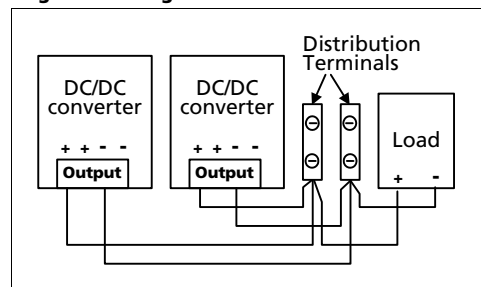 Distribution
Terminals
DC/DC
converter
+ + - -
Output
DC/DC
converter
+ + - -
Output
Load
+ -